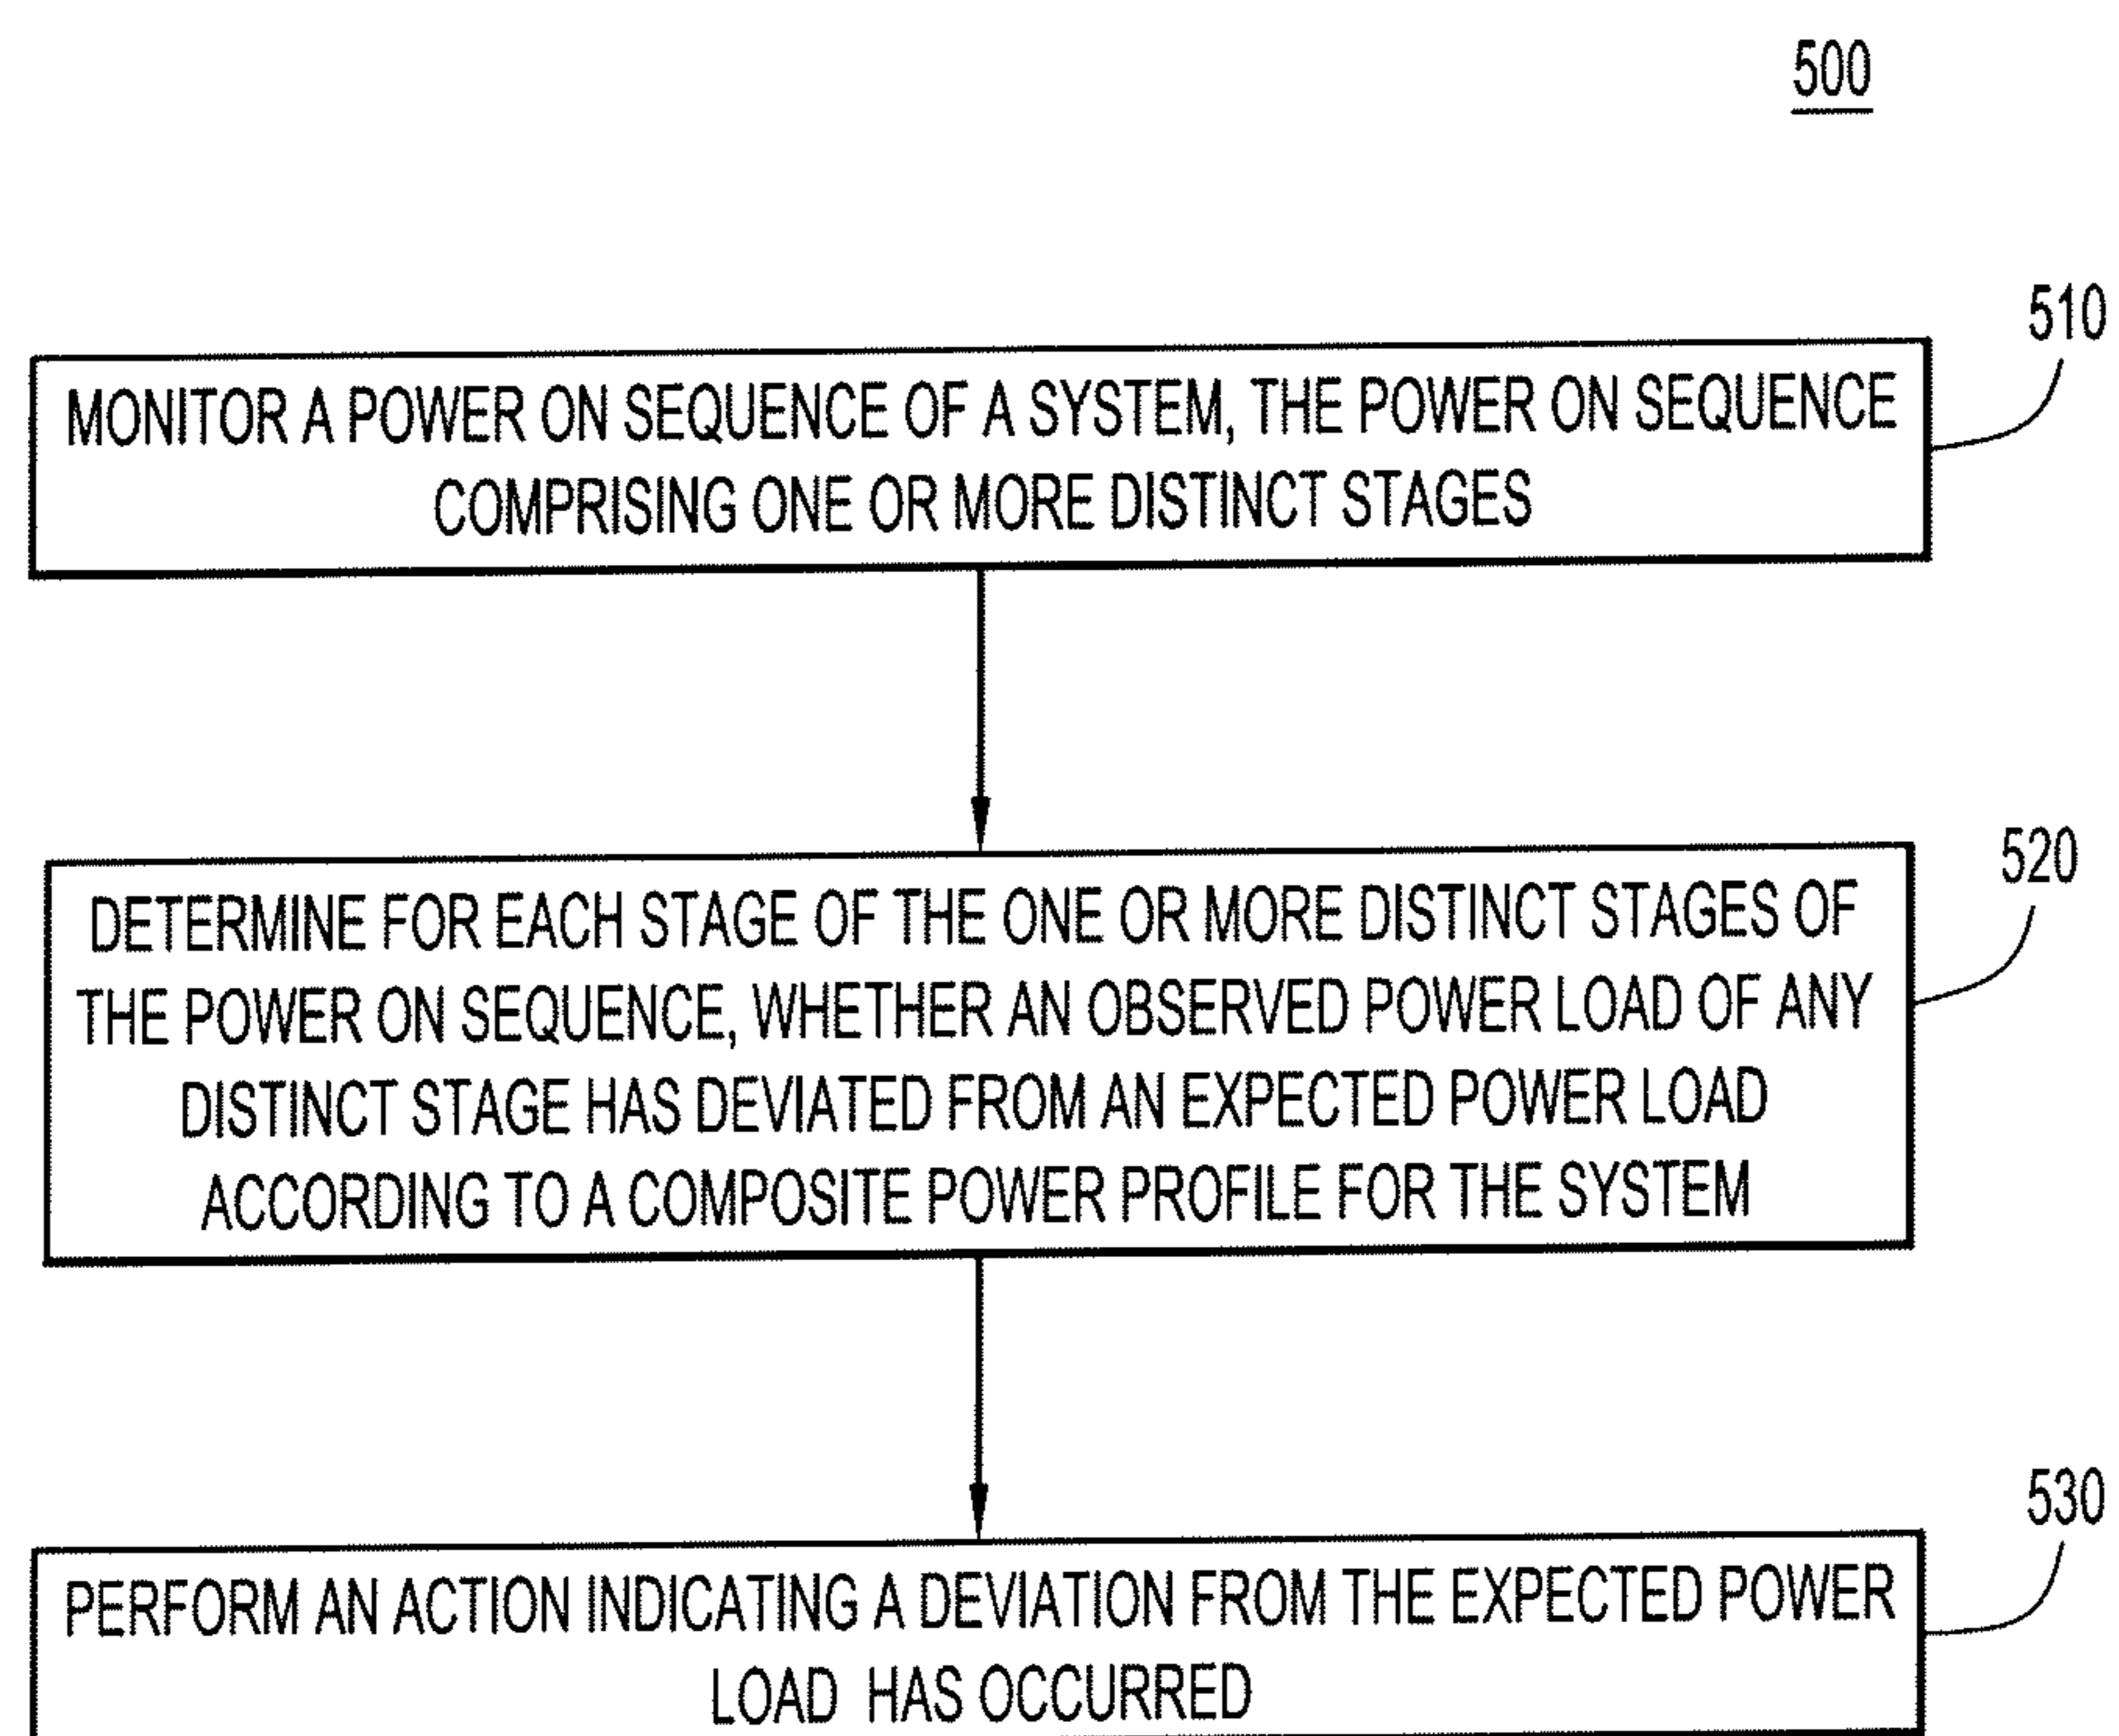 500
510
MONITOR A POWER ON SEQUENCE OF A SYSTEM, THE POWER ON SEQUENCE
COMPRISING ONE OR MORE DISTINCT STAGES
520
DETERMINE FOR EACH STAGE OF THE ONE OR MORE DISTINCT STAGES OF
THE POWER ON SEQUENCE, WHETHER AN OBSERVED POWER LOAD OF ANY
DISTINCT STAGE HAS DEVIATED FROM AN EXPECTED POWER LOAD
ACCORDING TO A COMPOSITE POWER PROFILE FOR THE SYSTEM
530
PERFORM AN ACTION INDICATING A DEVIATION FROM THE EXPECTED POWER
LOAD HAS OCCURRED